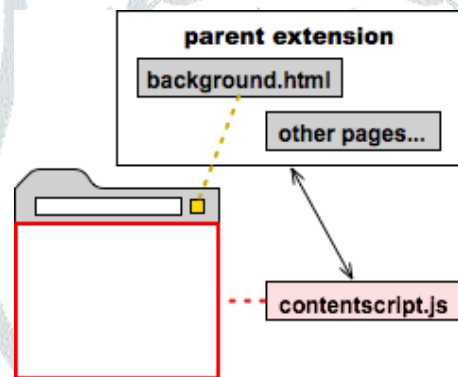 parent extension
background.html
other pages...
contentscript.js